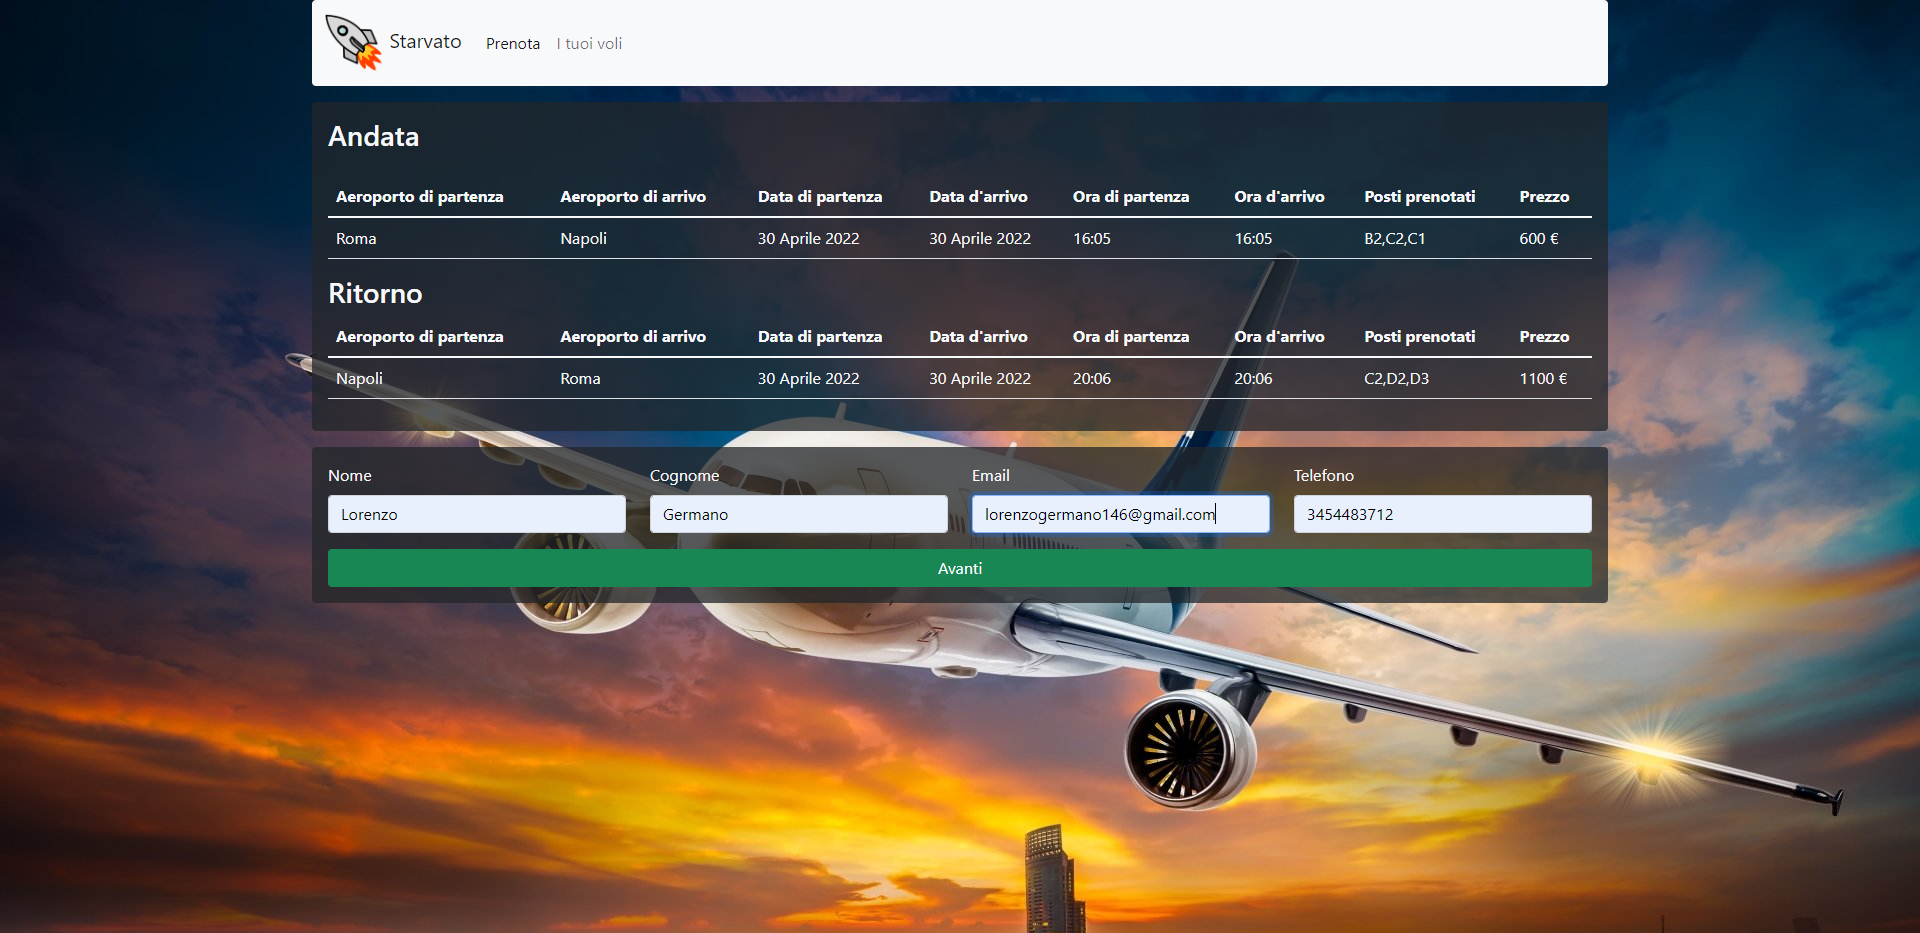 Starvato Prenota I tuoi voli
Andata
Aeroporto di partenza Aeroporto di arrivo Data di partenza Data d'arrivo Ora di partenza Ora d'arrivo Posti prenotati Prezzo
Roma Napoli 30 Aprile 2022 30 Aprile 2022 16:05 16:05 B2,C2,C1 600 €
Ritorno
Aeroporto di partenza Aeroporto di arrivo Data di partenza Data d'arrivo Ora di partenza Ora d'arrivo Posti prenotati Prezzo
Napoli Roma 30 Aprile 2022 30 Aprile 2022 20:06 20:06 C2,D2,D3 1100 €
Nome Cognome Email Telefono
Lorenzo Germano lorenzogermano146@gmail.com 3454483712
Avanti